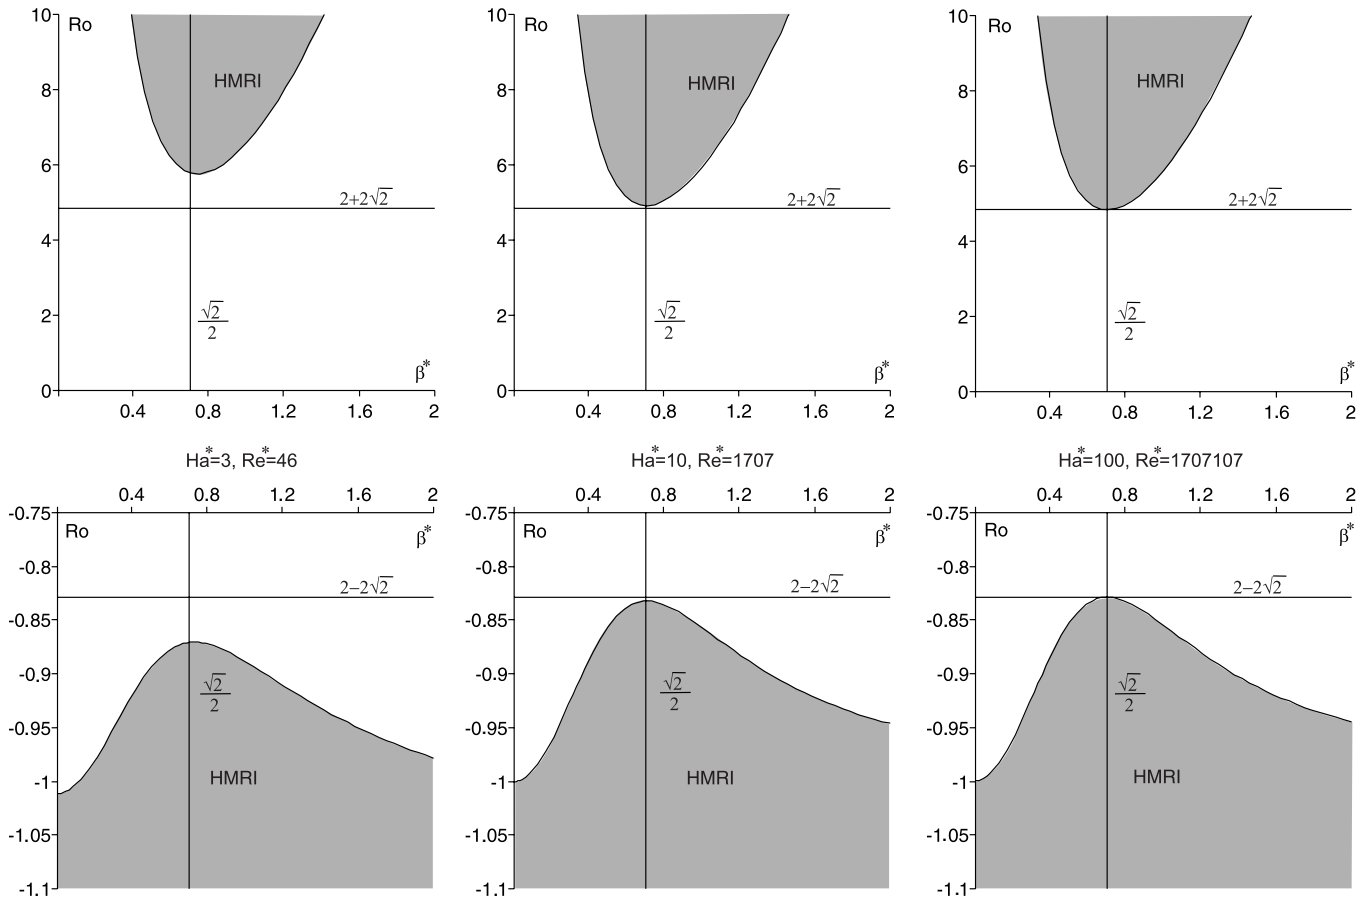 10 Ro
8
HMRI
6
2+2√2
4
2
√2/2
0
β*
0.4 0.8 1.2 1.6 2
10 Ro
8
HMRI
6
2+2√2
4
2
√2/2
0
β*
0.4 0.8 1.2 1.6 2
10 Ro
8
HMRI
6
2+2√2
4
2
√2/2
0
β*
0.4 0.8 1.2 1.6 2
Ha*=3, Re*=46
Ha*=10, Re*=1707
Ha*=100, Re*=1707107
0.4 0.8 1.2 1.6 2
-0.75
Ro β*
-0.8
2−2√2
-0.85
-0.9
√2/2
-0.95
-1
HMRI
-1.05
-1.1
0.4 0.8 1.2 1.6 2
-0.75
Ro β*
-0.8
2−2√2
-0.85
-0.9
√2/2
-0.95
-1
HMRI
-1.05
-1.1
0.4 0.8 1.2 1.6 2
-0.75
Ro β*
-0.8
2−2√2
-0.85
-0.9
√2/2
-0.95
-1
HMRI
-1.05
-1.1